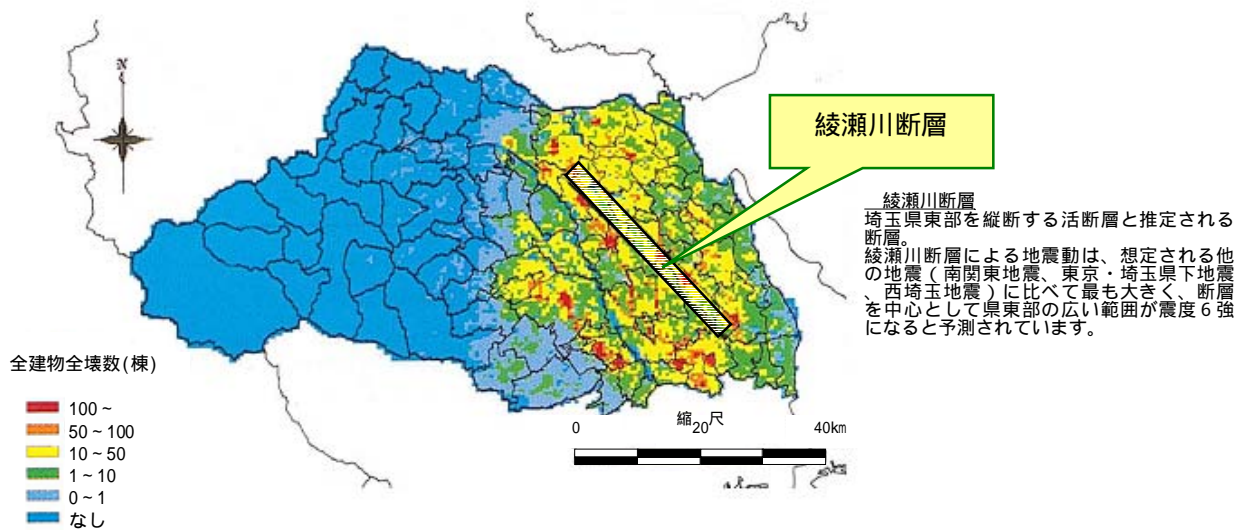 N
綾瀬川断層
綾瀬川断層
埼玉県東部を縦断する活断層と推定される
断層。
綾瀬川断層による地震動は、想定される他
の地震(南関東地震、東京・埼玉県下地震
、西埼玉地震)に比べて最も大きく、断層
を中心として県東部の広い範囲が震度6強
になると予測されています。
全建物全壊数(棟)
100~
50~100
10~50
1~10
0~1
なし
縮尺
0 20 40km